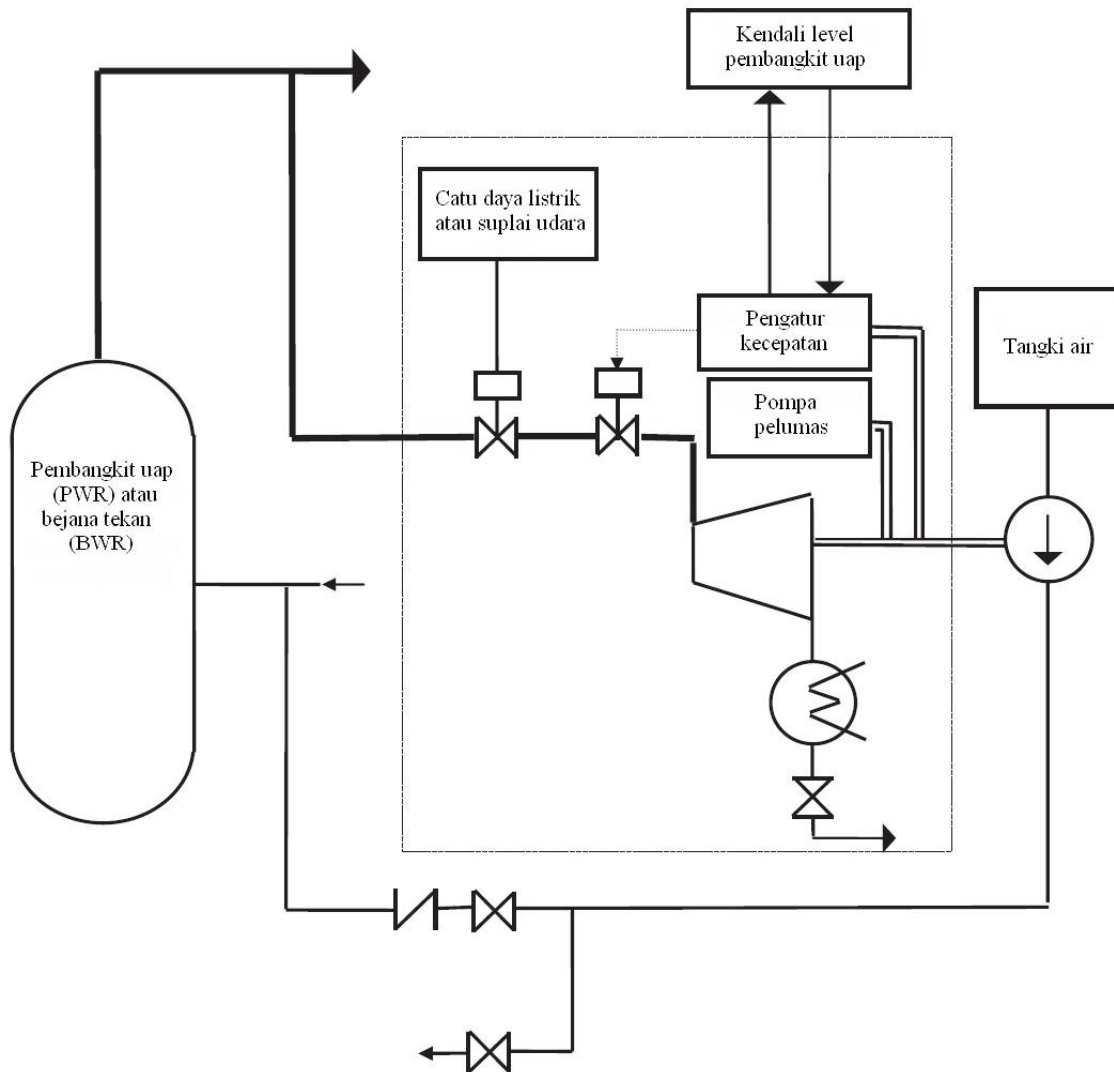 Kendali level
pembangkit uap
Catu daya listrik
atau suplai udara
Pengatur
kecepatan
Tangki air
Pompa
pelumas
Pembangkit uap
(PWR) atau
bejana tekan
(BWR)